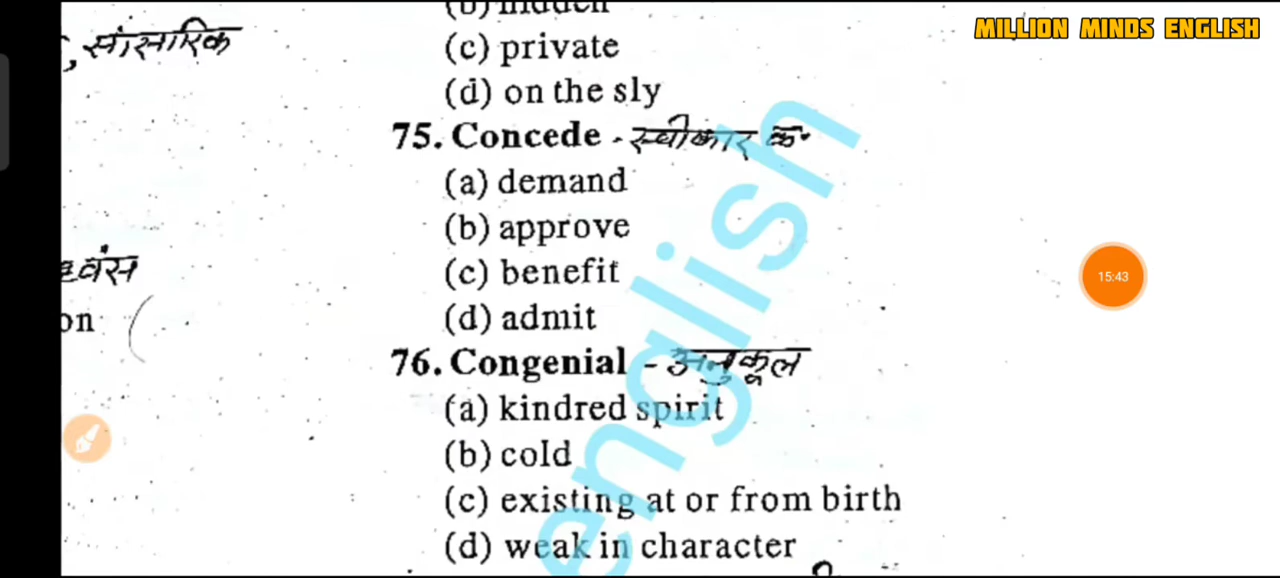 MILLION MINDS ENGLISH
, सांसारिक
(c) private
(d) on the sly
75. Concede - स्वीकार क॰
(a) demand
(b) approve
(c) benefit
(d) admit
76. Congenial - अनुकूल
(a) kindred spirit
(b) cold
(c) existing at or from birth
(d) weak in character
on
english
15:43